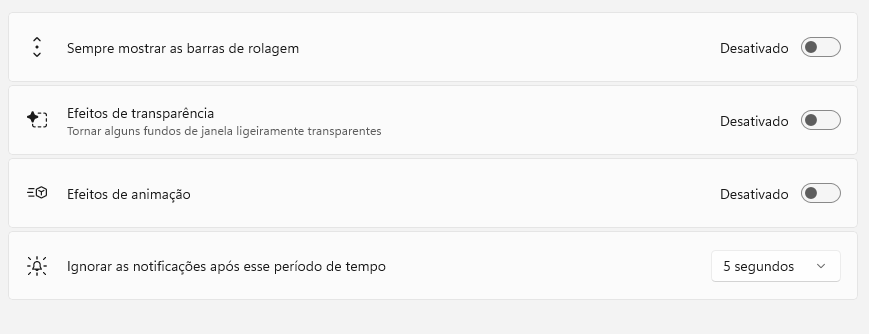 Sempre mostrar as barras de rolagem
Desativado
Efeitos de transparência
Tornar alguns fundos de janela ligeiramente transparentes
Desativado
Efeitos de animação
Desativado
Ignorar as notificações após esse período de tempo
5 segundos